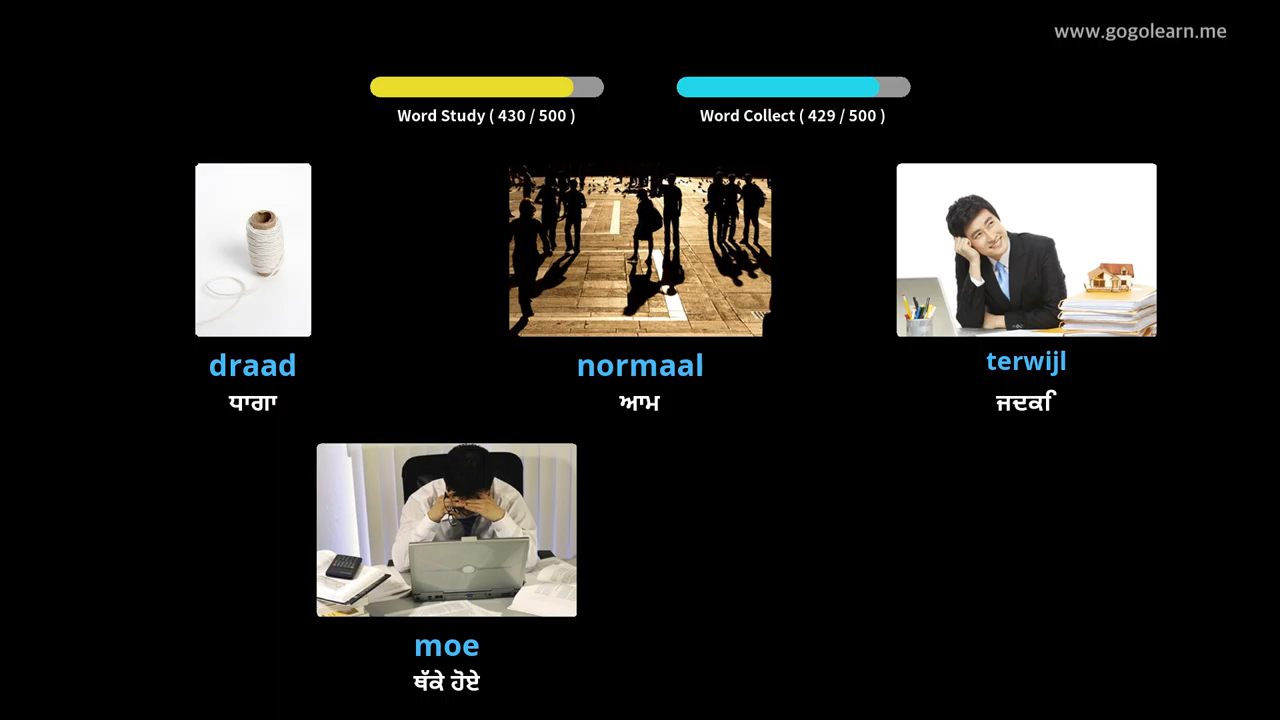 www.gogolearn.me
Word Study ( 430 / 500 )
Word Collect ( 429 / 500 )
draad
ਧਾਗਾ
normaal
ਆਮ
terwijl
ਜਦਕਿ
moe
ਥੱਕੇ ਹੋਏ